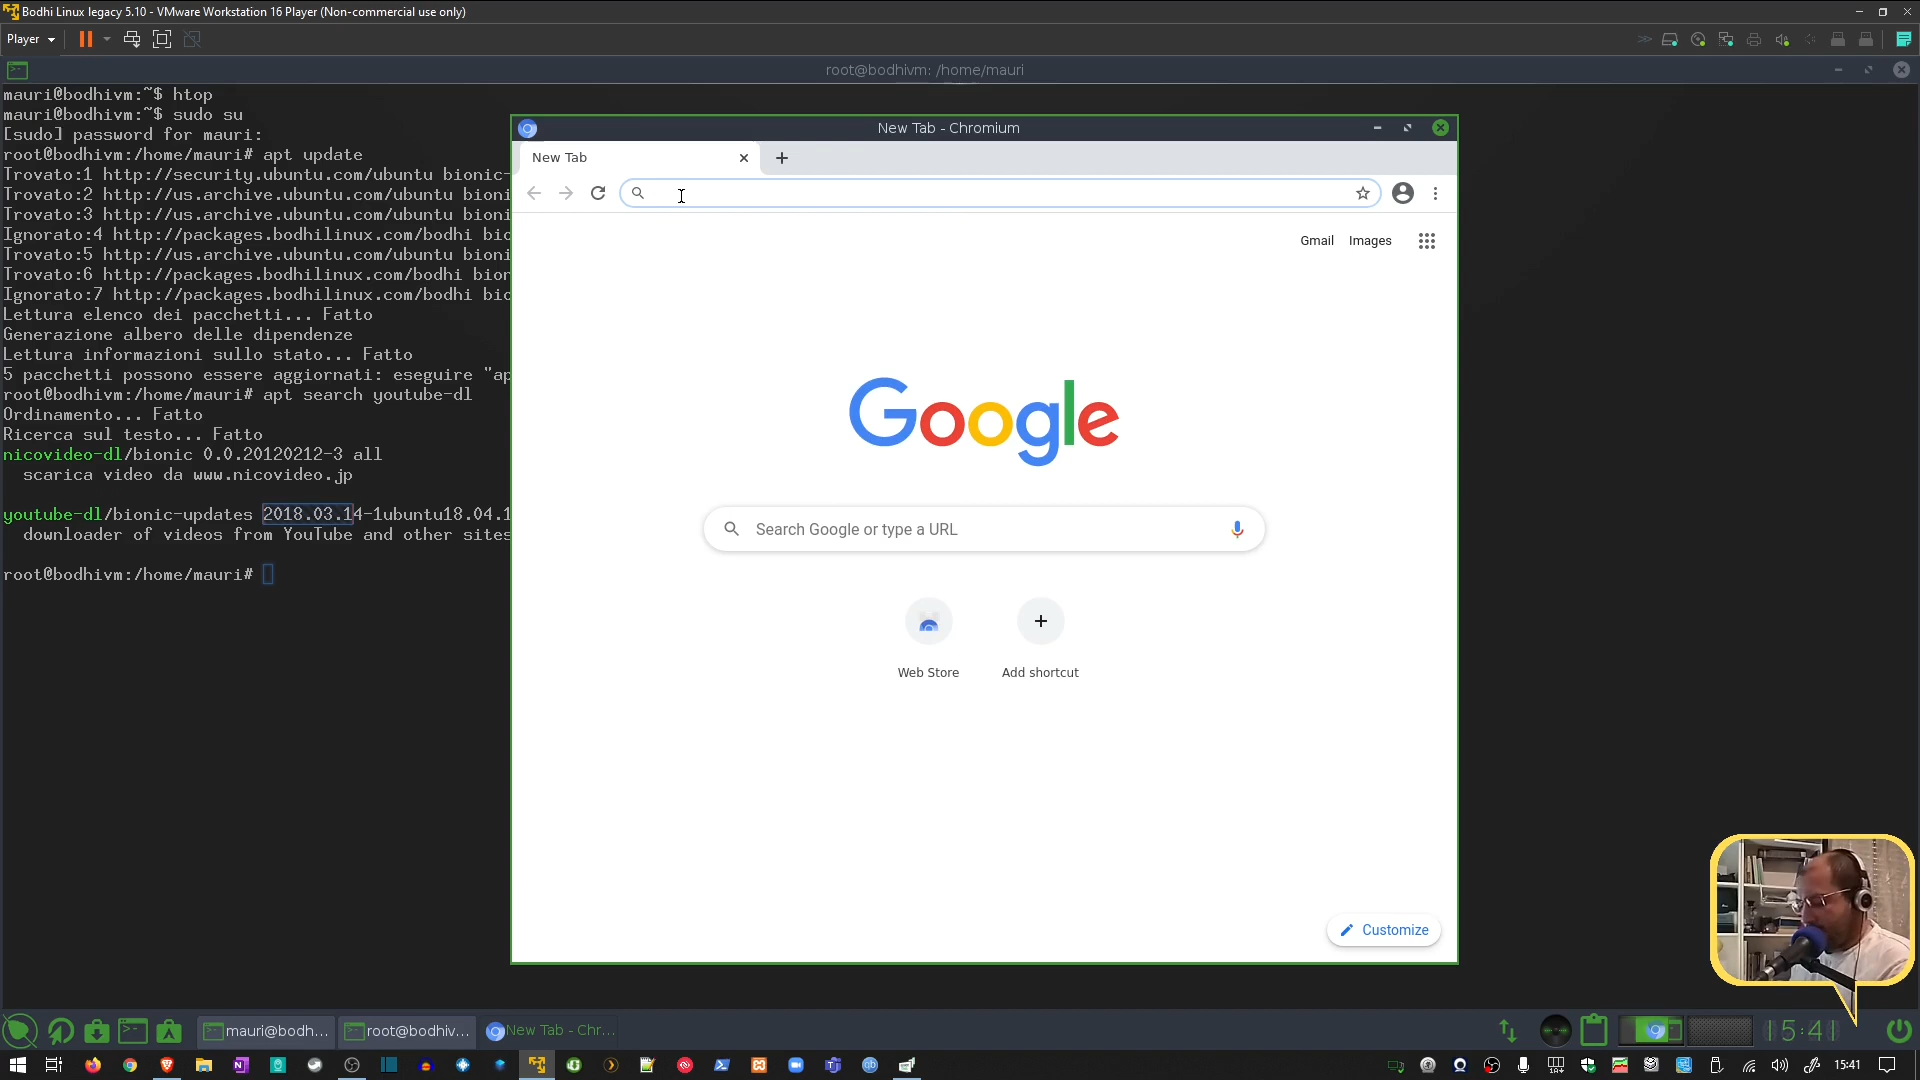 Bodhi Linux legacy 5.10 - VMware Workstation 16 Player (Non-commercial use only)
Player
root@bodhivm: /home/mauri
mauri@bodhivm:~$ htop
mauri@bodhivm:~$ sudo su
[sudo] password for mauri:
root@bodhivm:/home/mauri# apt update
Trovato:1 http://security.ubuntu.com/ubuntu bionic-
Trovato:2 http://us.archive.ubuntu.com/ubuntu bioni
Trovato:3 http://us.archive.ubuntu.com/ubuntu bioni
Ignorato:4 http://packages.bodhilinux.com/bodhi bio
Trovato:5 http://us.archive.ubuntu.com/ubuntu bioni
Trovato:6 http://packages.bodhilinux.com/bodhi bion
Ignorato:7 http://packages.bodhilinux.com/bodhi bio
Lettura elenco dei pacchetti... Fatto
Generazione albero delle dipendenze
Lettura informazioni sullo stato... Fatto
5 pacchetti possono essere aggiornati: eseguire "ap
root@bodhivm:/home/mauri# apt search youtube-dl
Ordinamento... Fatto
Ricerca sul testo... Fatto
nicovideo-dl/bionic 0.0.20120212-3 all
scarica video da www.nicovideo.jp
youtube-dl/bionic-updates 2018.03.14-1ubuntu18.04.1
downloader of videos from YouTube and other sites
root@bodhivm:/home/mauri#
New Tab - Chromium
New Tab
Gmail
Images
Google
Search Google or type a URL
Web Store
Add shortcut
Customize
mauri@bodh...
root@bodhiv...
New Tab - Chr...
15:41
15:41